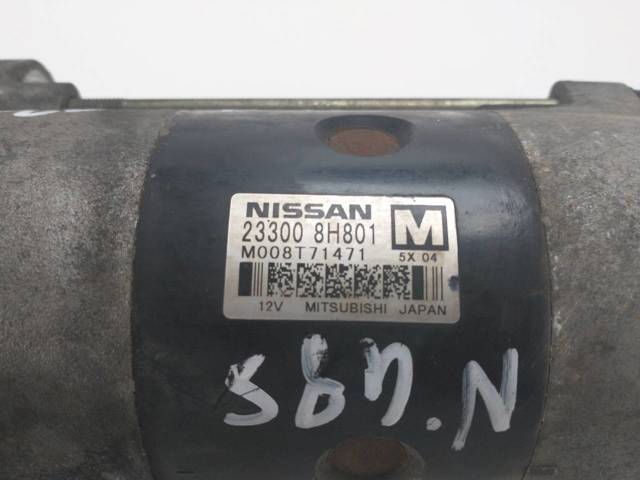 NISSAN
23300 8H801 M
M008T71471 5X 04
12V MITSUBISHI JAPAN